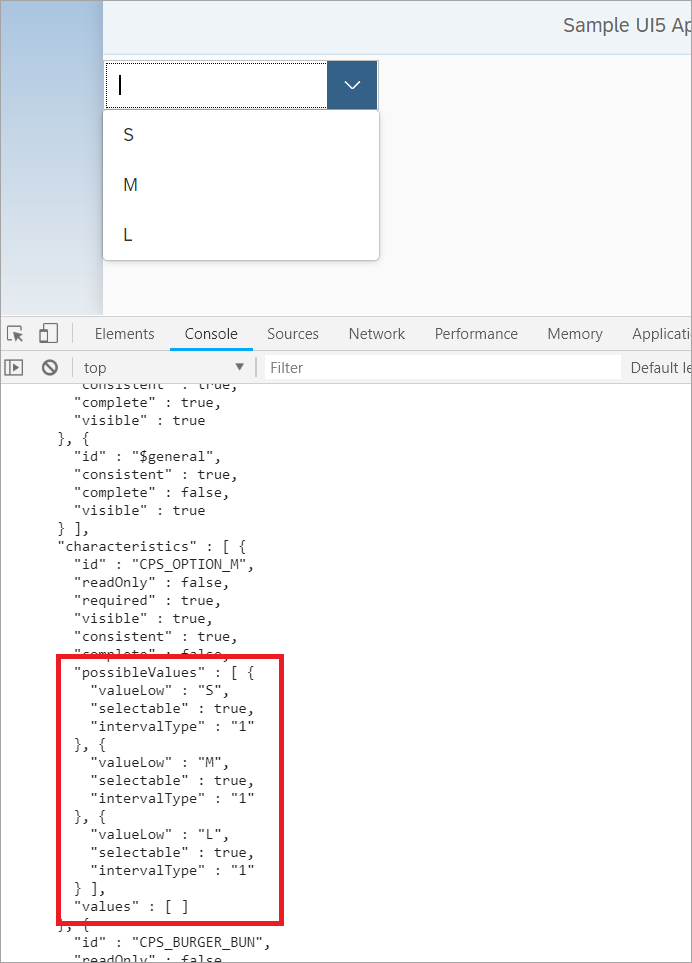 Sample UI5 Ap
S
M
L
Elements Console Sources Network Performance Memory Applicati
top Filter Default le
"consistent" : true,
"complete" : true,
"visible" : true
}, {
"id" : "$general",
"consistent" : true,
"complete" : false,
"visible" : true
} ],
"characteristics" : [ {
"id" : "CPS_OPTION_M",
"readOnly" : false,
"required" : true,
"visible" : true,
"consistent" : true,
"complete" : false,
"possibleValues" : [ {
"valueLow" : "S",
"selectable" : true,
"intervalType" : "1"
}, {
"valueLow" : "M",
"selectable" : true,
"intervalType" : "1"
}, {
"valueLow" : "L",
"selectable" : true,
"intervalType" : "1"
} ],
"values" : [ ]
}, {
"id" : "CPS_BURGER_BUN",
"readOnly" : false